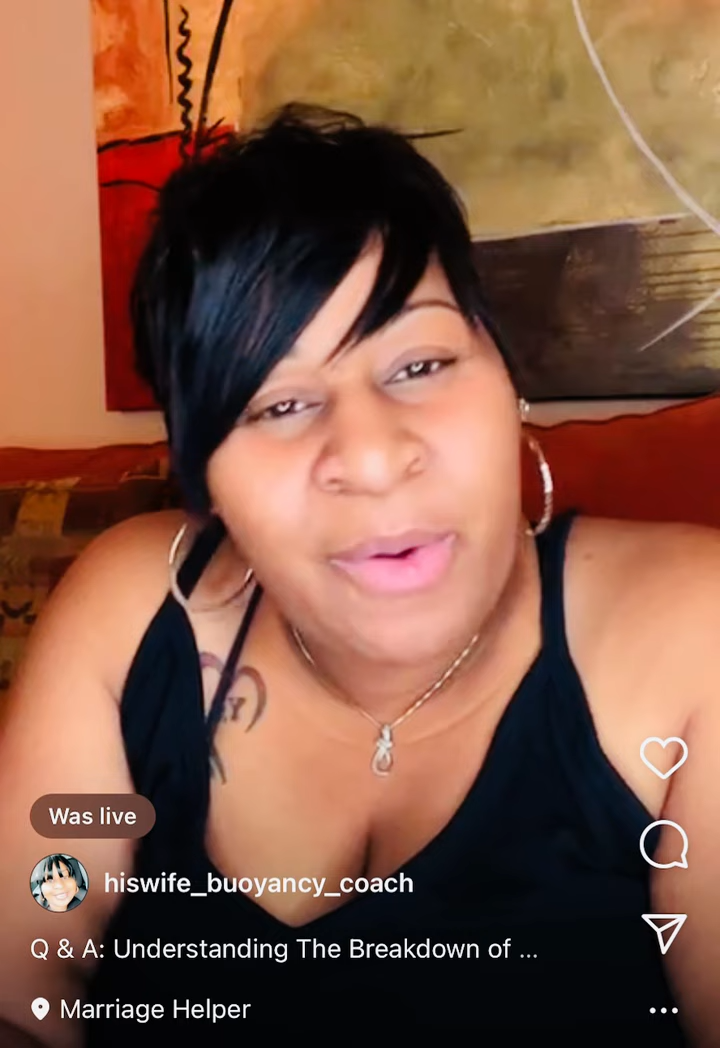 Was live
hiswife_buoyancy_coach
Q & A: Understanding The Breakdown of ...
Marriage Helper